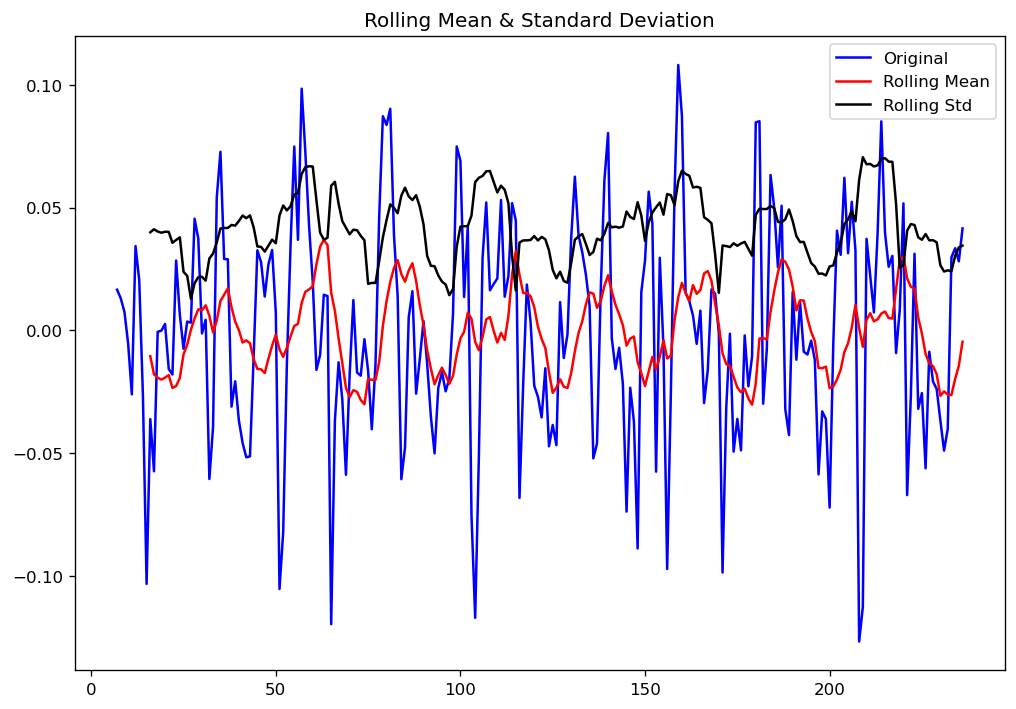 Rolling Mean & Standard Deviation
Original
Rolling Mean
Rolling Std
0.10
0.05
0.00
−0.05
−0.10
0 50 100 150 200